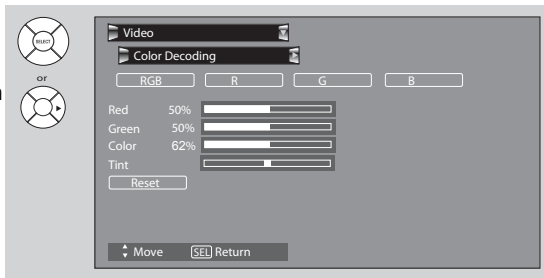 SELECT
or
Video
Color Decoding
RGB R G B
Red 50%
Green 50%
Color 62%
Tint
Reset
Move SEL Return